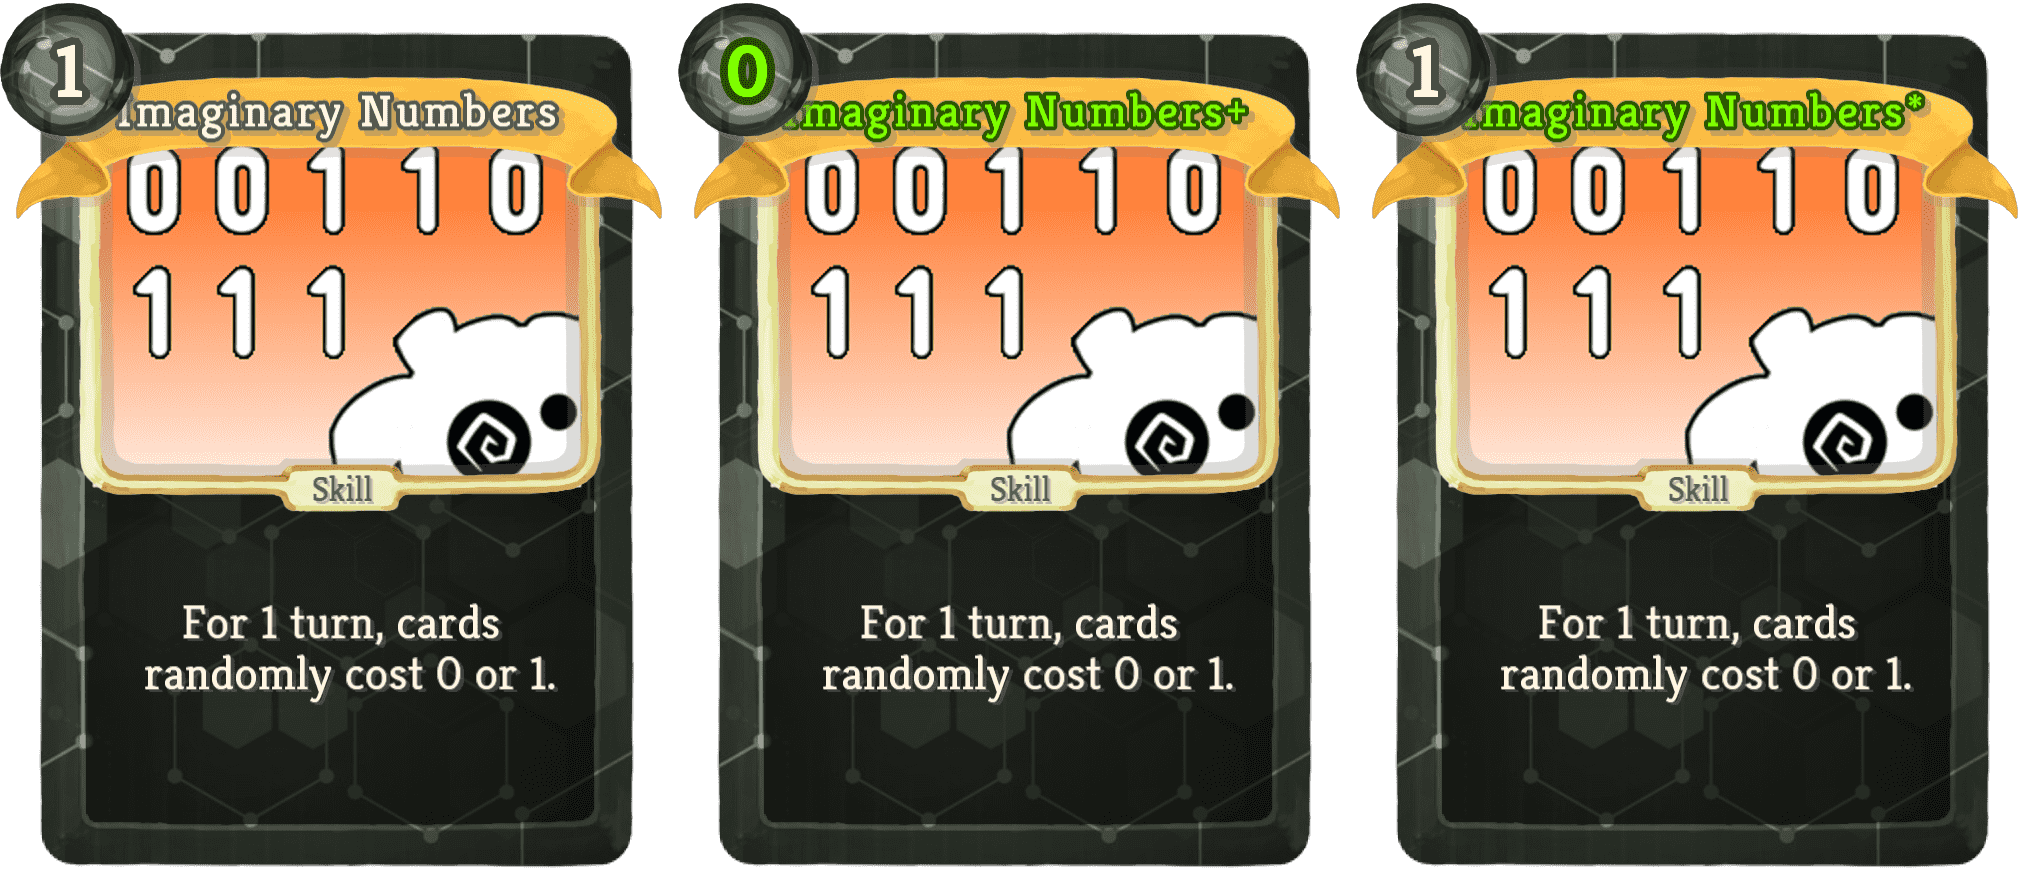 1
Imaginary Numbers
0 0 1 1 0
1 1 1
Skill
For 1 turn, cards
randomly cost 0 or 1.
0
Imaginary Numbers+
0 0 1 1 0
1 1 1
Skill
For 1 turn, cards
randomly cost 0 or 1.
1
Imaginary Numbers*
0 0 1 1 0
1 1 1
Skill
For 1 turn, cards
randomly cost 0 or 1.